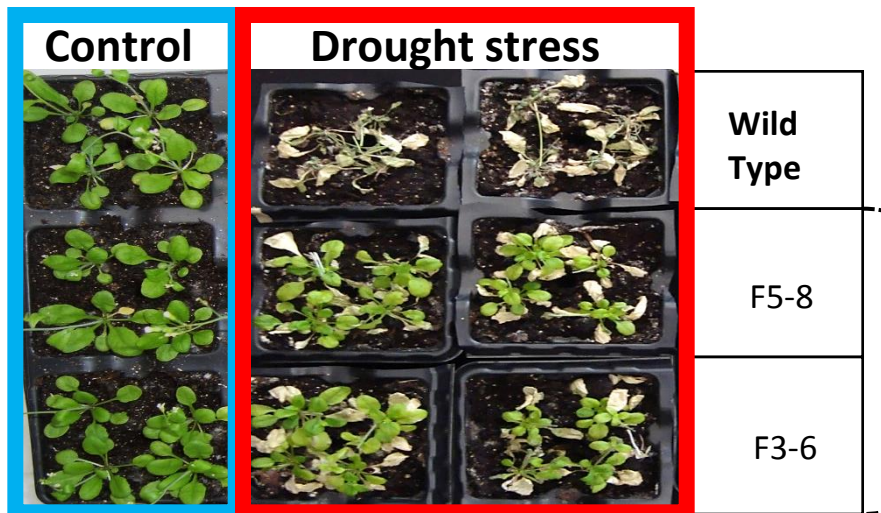 Control
Drought stress
Wild
Type
F5-8
F3-6